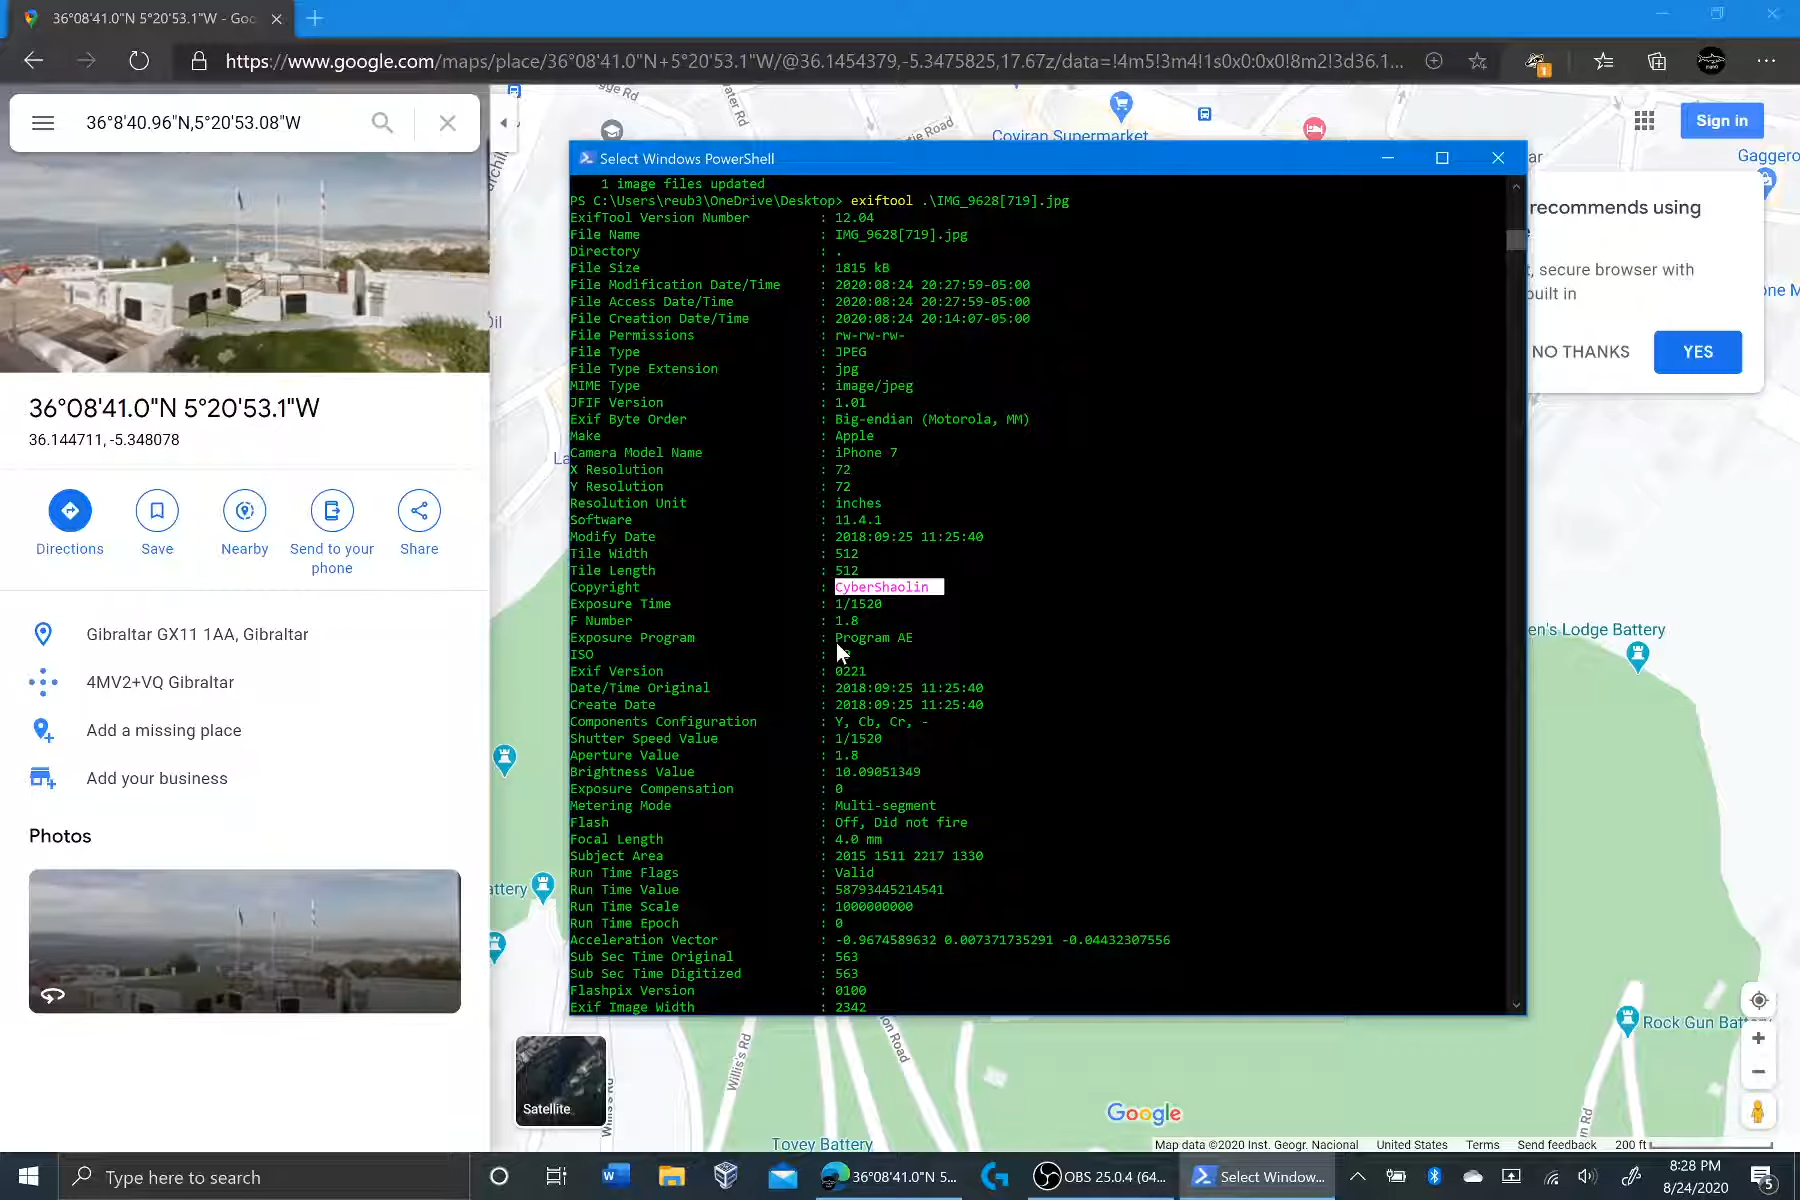 36°08'41.0"N 5°20'53.1"W - Goo
https://www.google.com/maps/place/36°08'41.0"N+5°20'53.1"W/@36.1454379,-5.3475825,17.67z/data=!4m5!3m4!1s0x0:0x0!8m2!3d36.1...
1
36°8'40.96"N,5°20'53.08"W
36°08'41.0"N 5°20'53.1"W
36.144711, -5.348078
Directions
Save
Nearby
Send to your
phone
Share
Gibraltar GX11 1AA, Gibraltar
4MV2+VQ Gibraltar
Add a missing place
Add your business
Photos
Coviran Supermarket
Sign in
Gaggero
recommends using
, secure browser with
built in
NO THANKS
YES
Select Windows PowerShell
1 image files updated
PS C:\Users\reub3\OneDrive\Desktop> exiftool .\IMG_9628[719].jpg
ExifTool Version Number : 12.04
File Name : IMG_9628[719].jpg
Directory : .
File Size : 1815 kB
File Modification Date/Time : 2020:08:24 20:27:59-05:00
File Access Date/Time : 2020:08:24 20:27:59-05:00
File Creation Date/Time : 2020:08:24 20:14:07-05:00
File Permissions : rw-rw-rw-
File Type : JPEG
File Type Extension : jpg
MIME Type : image/jpeg
JFIF Version : 1.01
Exif Byte Order : Big-endian (Motorola, MM)
Make : Apple
Camera Model Name : iPhone 7
X Resolution : 72
Y Resolution : 72
Resolution Unit : inches
Software : 11.4.1
Modify Date : 2018:09:25 11:25:40
Tile Width : 512
Tile Length : 512
Copyright : CyberShaolin
Exposure Time : 1/1520
F Number : 1.8
Exposure Program : Program AE
ISO :
Exif Version : 0221
Date/Time Original : 2018:09:25 11:25:40
Create Date : 2018:09:25 11:25:40
Components Configuration : Y, Cb, Cr, -
Shutter Speed Value : 1/1520
Aperture Value : 1.8
Brightness Value : 10.09051349
Exposure Compensation : 0
Metering Mode : Multi-segment
Flash : Off, Did not fire
Focal Length : 4.0 mm
Subject Area : 2015 1511 2217 1330
Run Time Flags : Valid
Run Time Value : 58793445214541
Run Time Scale : 1000000000
Run Time Epoch : 0
Acceleration Vector : -0.9674589632 0.007371735291 -0.04432307556
Sub Sec Time Original : 563
Sub Sec Time Digitized : 563
Flashpix Version : 0100
Exif Image Width : 2342
en's Lodge Battery
attery
Rock Gun Batt
Willis's Rd
Tovey Battery
Satellite
Google
Map data ©2020 Inst. Geogr. Nacional United States Terms Send feedback 200 ft
Type here to search
36°08'41.0"N 5...
OBS 25.0.4 (64...
Select Window...
8:28 PM
8/24/2020
5